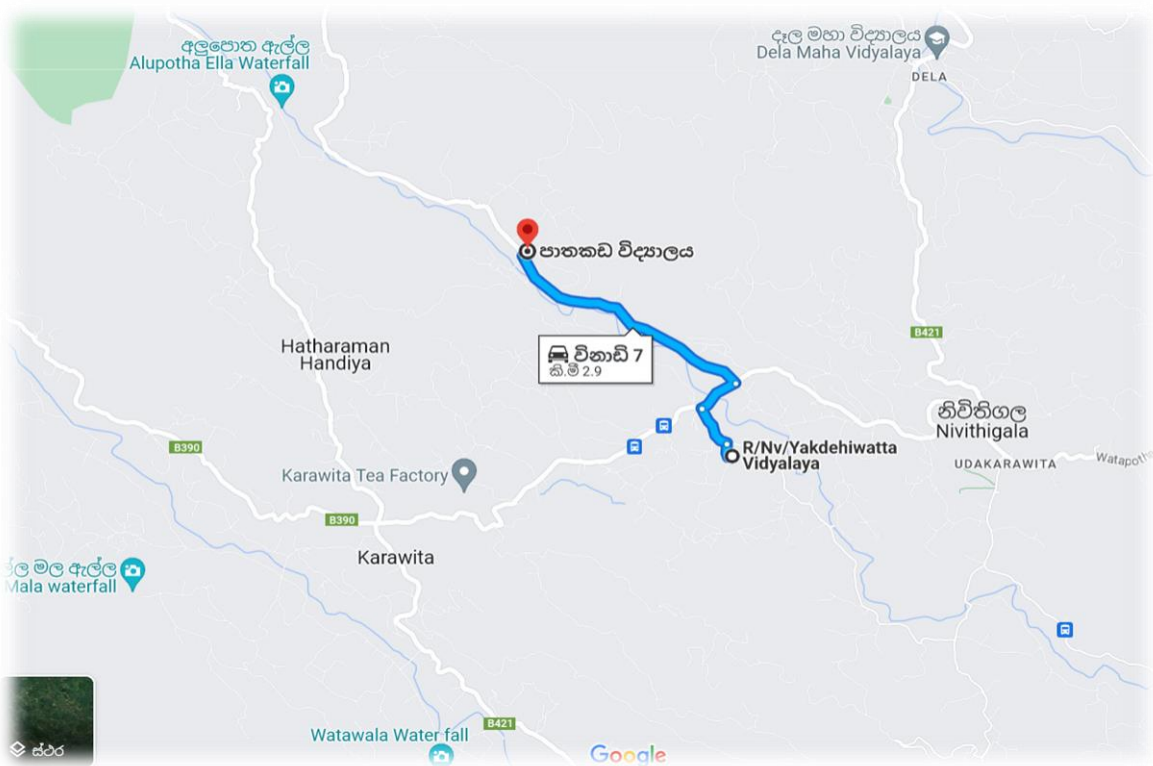 අලුපොත ඇල්ල
Alupotha Ella Waterfall
දෑල මහා විද්‍යාලය
Dela Maha Vidyalaya
DELA
පාතකඩ විද්‍යාලය
විනාඩි 7
කි.මී 2.9
Hatharaman
Handiya
B421
නිවිතිගල
Nivithigala
R/Nv/Yakdehiwatta
Vidyalaya
UDAKARAWITA
B390
Karawita Tea Factory
B390
Karawita
මල ඇල්ල
Mala waterfall
B421
Watawala Water fall
ස්ථර
Google